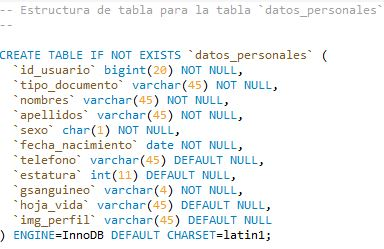 -- Estructura de tabla para la tabla `datos_personales`
--
CREATE TABLE IF NOT EXISTS `datos_personales` (
`id_usuario` bigint(20) NOT NULL,
`tipo_documento` varchar(45) NOT NULL,
`nombres` varchar(45) NOT NULL,
`apellidos` varchar(45) NOT NULL,
`sexo` char(1) NOT NULL,
`fecha_nacimiento` date NOT NULL,
`telefono` varchar(45) DEFAULT NULL,
`estatura` int(11) DEFAULT NULL,
`gsanguineo` varchar(4) NOT NULL,
`hoja_vida` varchar(45) DEFAULT NULL,
`img_perfil` varchar(45) DEFAULT NULL
) ENGINE=InnoDB DEFAULT CHARSET=latin1;